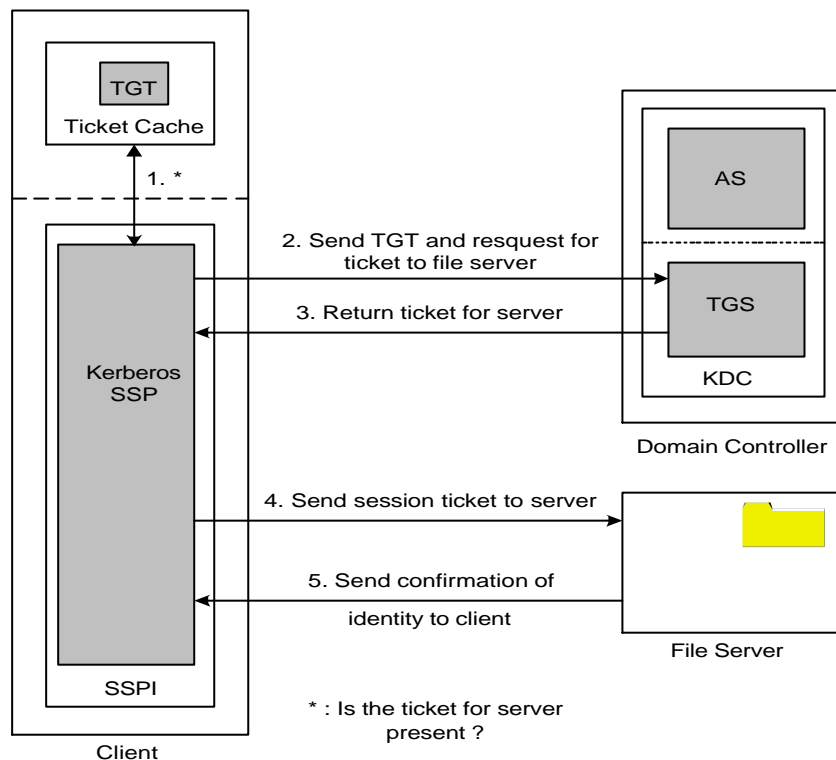 TGT
Ticket Cache
1. *
AS
2. Send TGT and resquest for
ticket to file server
TGS
3. Return ticket for server
Kerberos
SSP
KDC
Domain Controller
4. Send session ticket to server
5. Send confirmation of
identity to client
File Server
SSPI
* : Is the ticket for server
present ?
Client